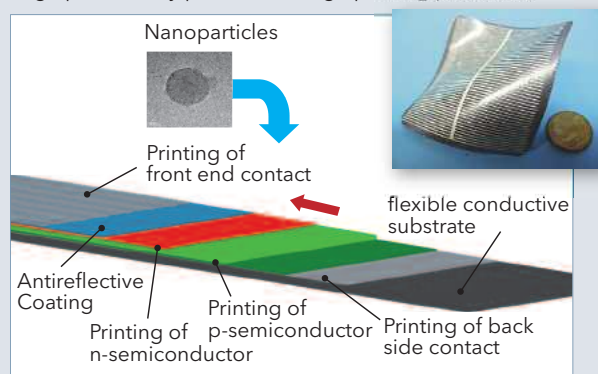 Nanoparticles
Printing of
front end contact
flexible conductive
substrate
Antireflective
Coating
Printing of
n-semiconductor
Printing of
p-semiconductor
Printing of back
side contact